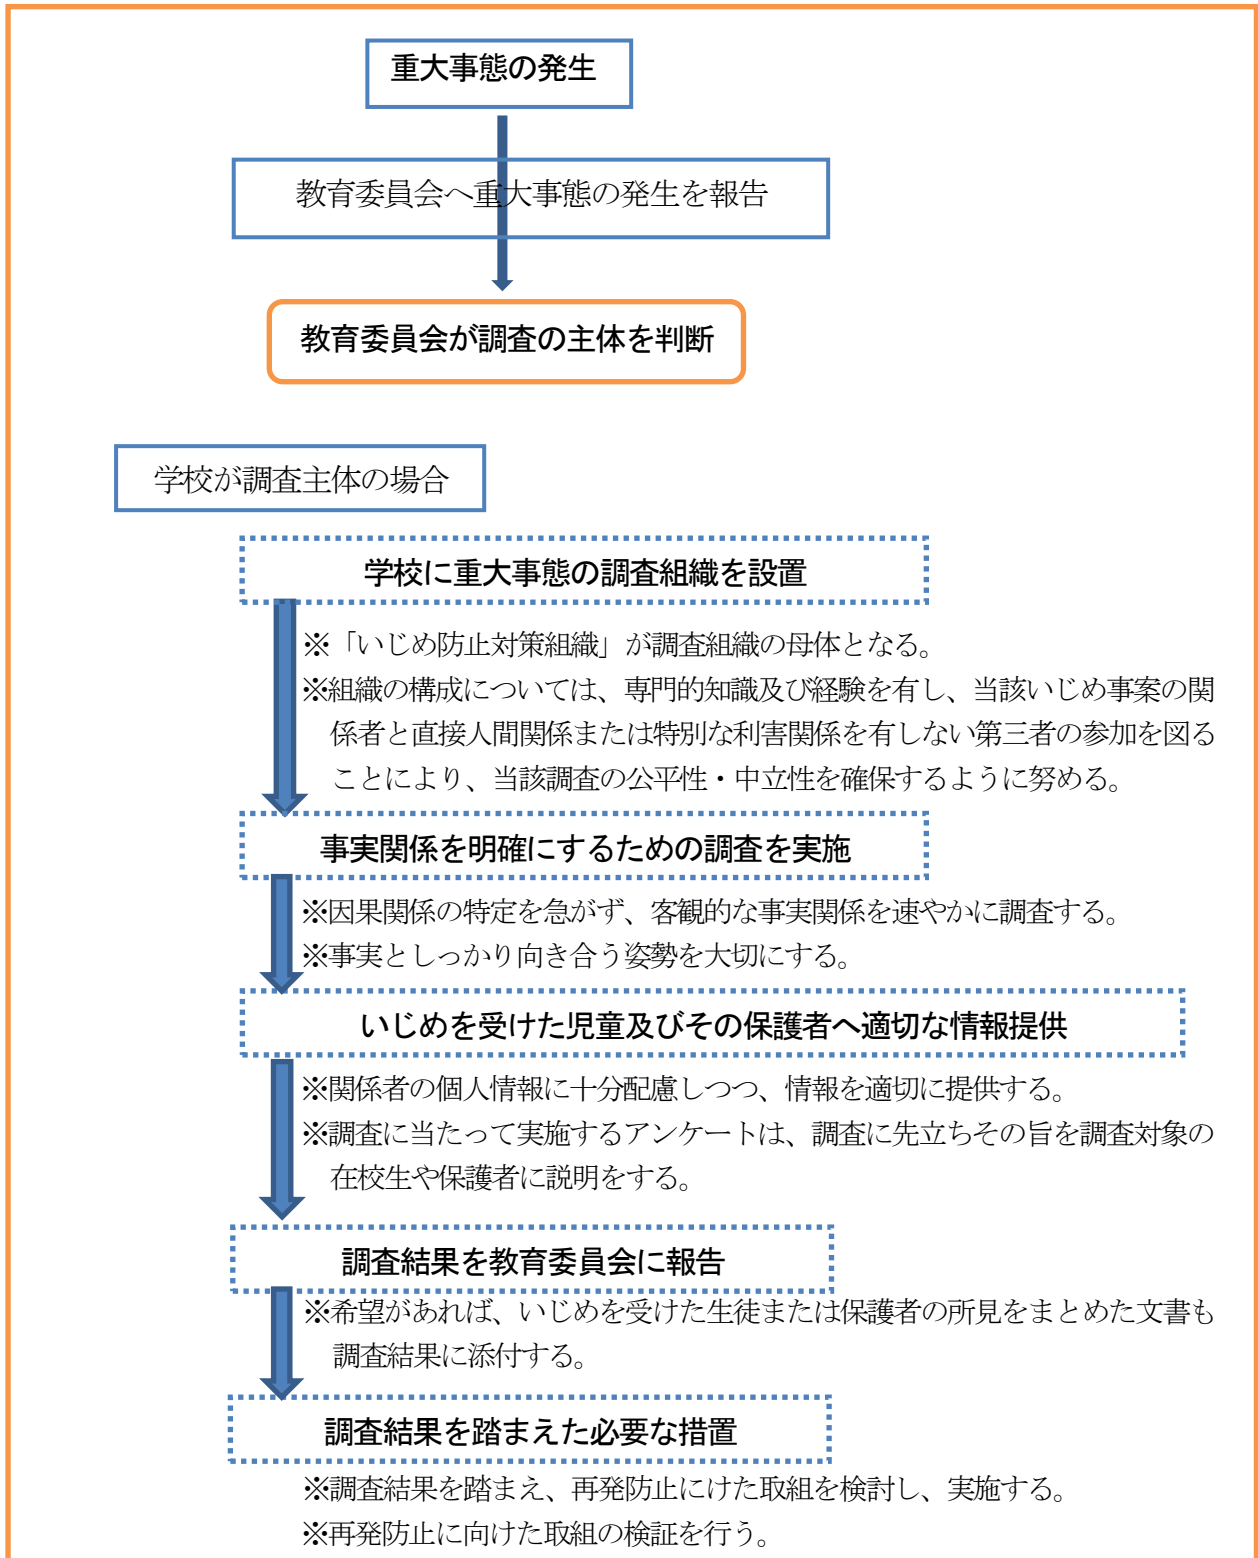 重大事態の発生
教育委員会へ重大事態の発生を報告
教育委員会が調査の主体を判断
学校が調査主体の場合
学校に重大事態の調査組織を設置
※「いじめ防止対策組織」が調査組織の母体となる。
※組織の構成については、専門的知識及び経験を有し、当該いじめ事案の関
係者と直接人間関係または特別な利害関係を有しない第三者の参加を図る
ことにより、当該調査の公平性・中立性を確保するように努める。
事実関係を明確にするための調査を実施
※因果関係の特定を急がず、客観的な事実関係を速やかに調査する。
※事実としっかり向き合う姿勢を大切にする。
いじめを受けた児童及びその保護者へ適切な情報提供
※関係者の個人情報に十分配慮しつつ、情報を適切に提供する。
※調査に当たって実施するアンケートは、調査に先立ちその旨を調査対象の
在校生や保護者に説明をする。
調査結果を教育委員会に報告
※希望があれば、いじめを受けた生徒または保護者の所見をまとめた文書も
調査結果に添付する。
調査結果を踏まえた必要な措置
※調査結果を踏まえ、再発防止にけた取組を検討し、実施する。
※再発防止に向けた取組の検証を行う。